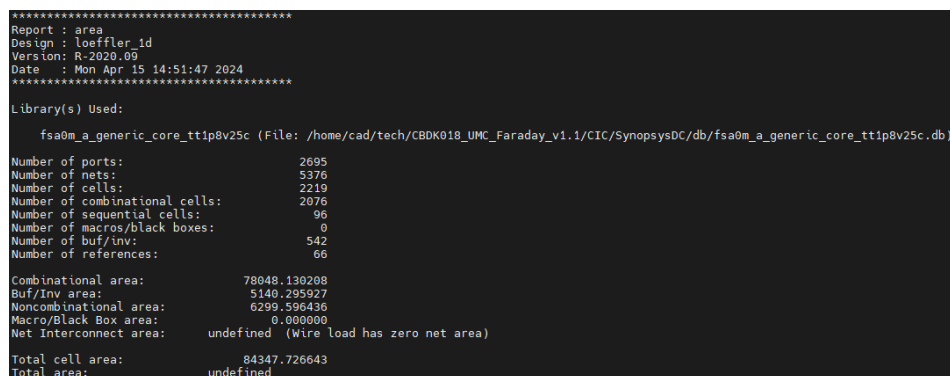 ****************************************
Report : area
Design : loeffler_1d
Version: R-2020.09
Date   : Mon Apr 15 14:51:47 2024
****************************************
Library(s) Used:
    fsa0m_a_generic_core_tt1p8v25c (File: /home/cad/tech/CBDK018_UMC_Faraday_v1.1/CIC/SynopsysDC/db/fsa0m_a_generic_core_tt1p8v25c.db)
Number of ports:                         2695
Number of nets:                          5376
Number of cells:                         2219
Number of combinational cells:           2076
Number of sequential cells:                96
Number of macros/black boxes:               0
Number of buf/inv:                        542
Number of references:                      66
Combinational area:              78048.130208
Buf/Inv area:                     5140.295927
Noncombinational area:            6299.596436
Macro/Black Box area:                0.000000
Net Interconnect area:      undefined  (Wire load has zero net area)
Total cell area:                 84347.726643
Total area:                 undefined